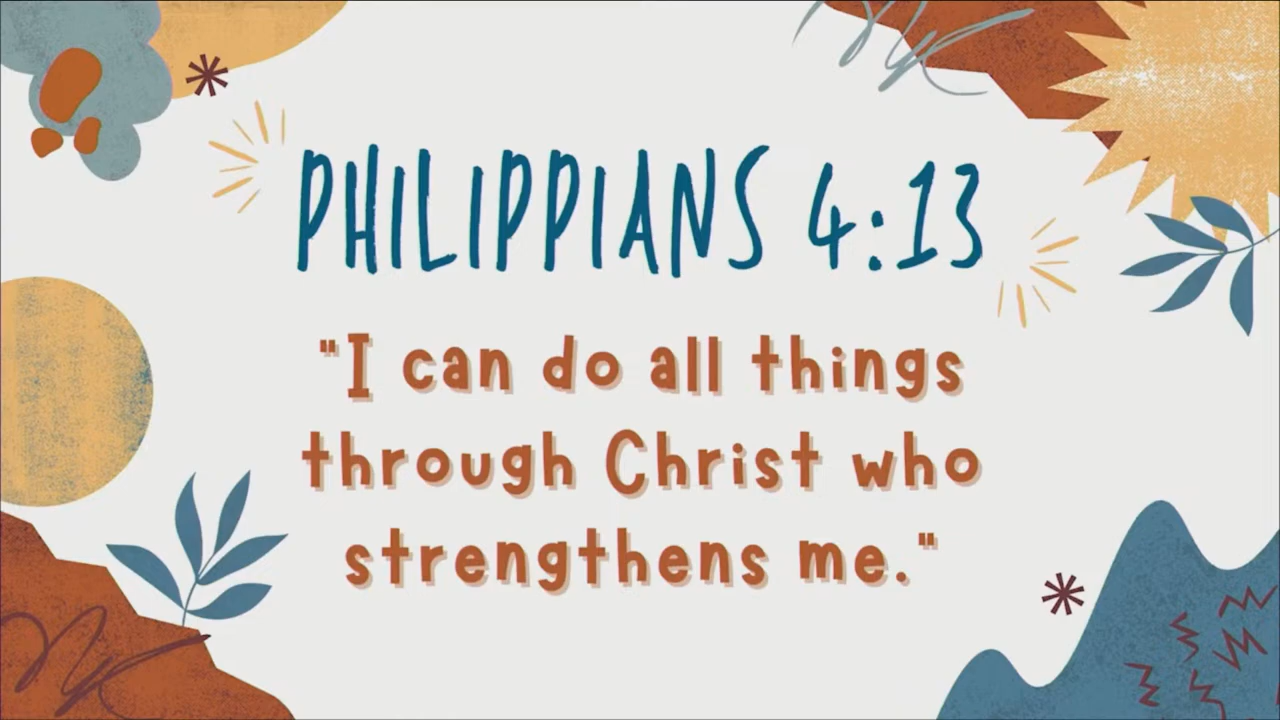 PHILIPPIANS 4:13
"I can do all things
through Christ who
strengthens me."